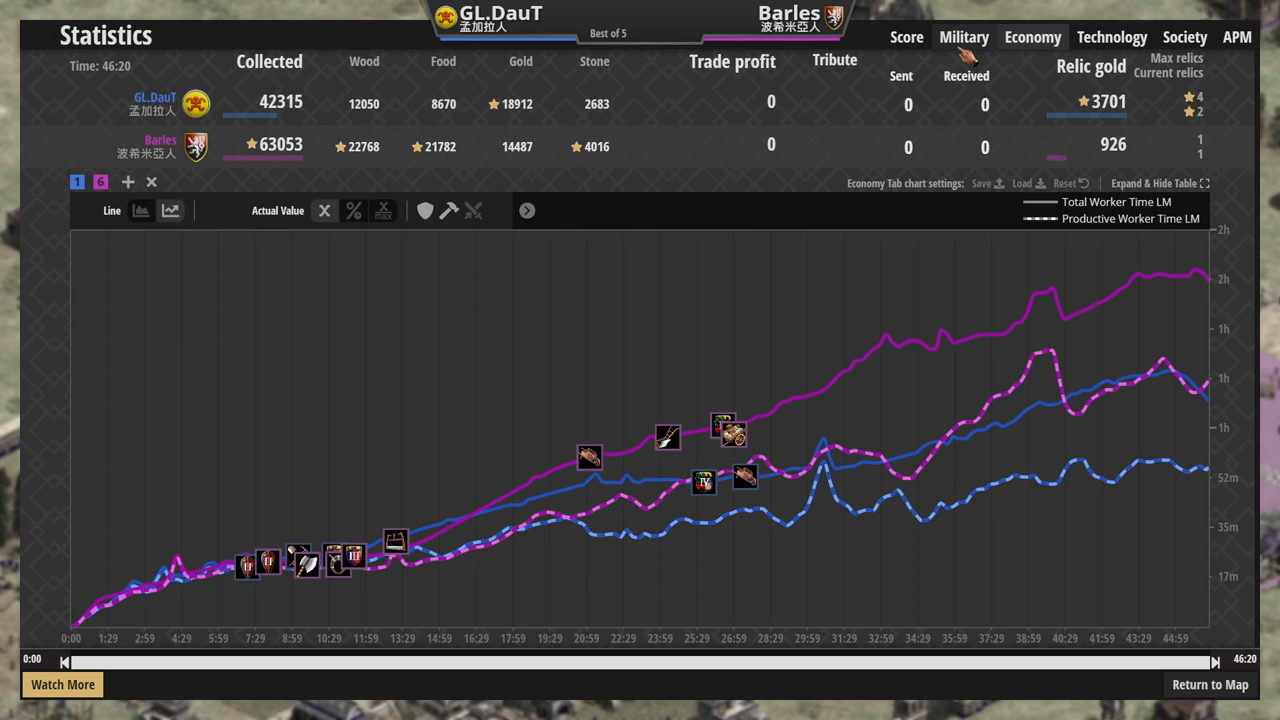 GL.DauT
孟加拉人
Best of 5
Barles
波希米亞人
Statistics
Score Military Economy Technology Society APM
Time: 46:20
Collected Wood Food Gold Stone Trade profit Tribute Sent Received Relic gold Max relics Current relics
GL.DauT
孟加拉人
42315 12050 8670 18912 2683 0 0 0 3701 4
2
Barles
波希米亞人
63053 22768 21782 14487 4016 0 0 0 926 1
1
1 6
Economy Tab chart settings: Save Load Reset Expand & Hide Table
Line Actual Value X % X/max
Total Worker Time LM
Productive Worker Time LM
2h
2h
1h
1h
1h
52m
35m
17m
II II III IV
0:00 1:29 2:59 4:29 5:59 7:29 8:59 10:29 11:59 13:29 14:59 16:29 17:59 19:29 20:59 22:29 23:59 25:29 26:59 28:29 29:59 31:29 32:59 34:29 35:59 37:29 38:59 40:29 41:59 43:29 44:59
0:00 46:20
Watch More Return to Map